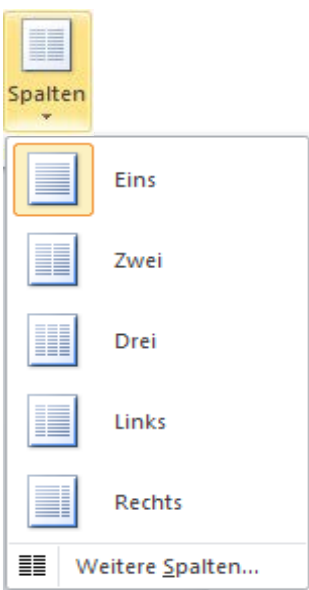 Spalten
Eins
Zwei
Drei
Links
Rechts
Weitere Spalten...